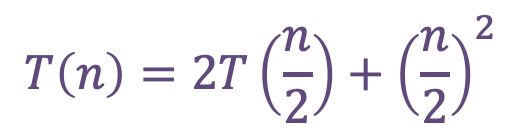 T(n) = 2T(n/2) + (n/2)²